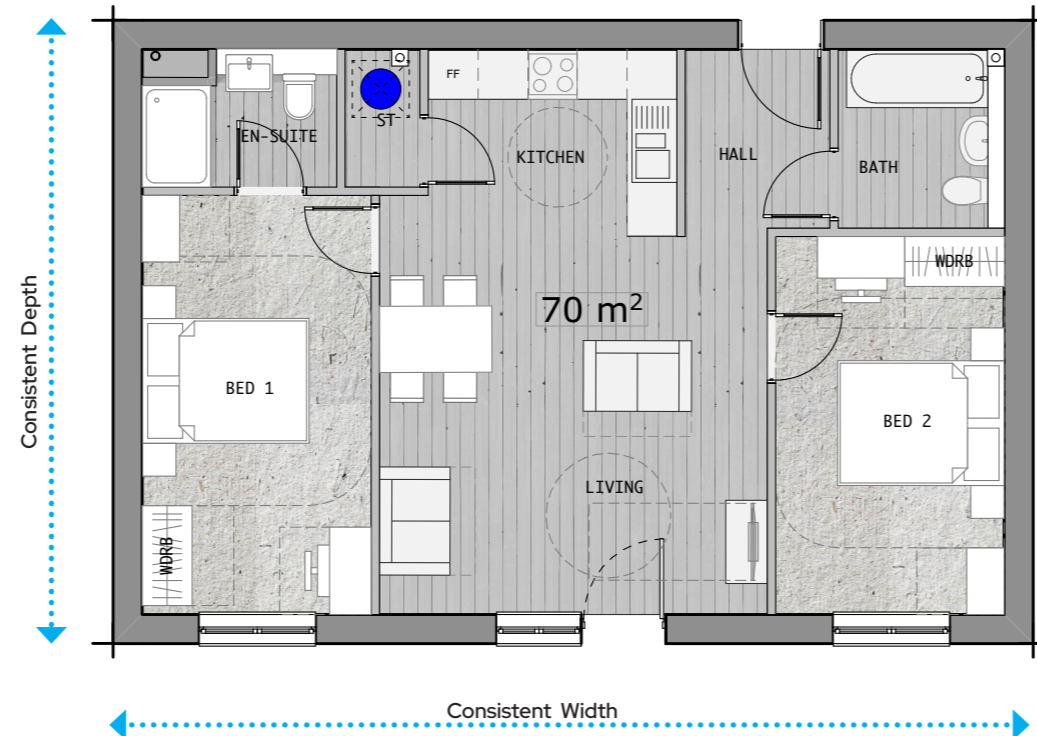 FF
ST
EN-SUITE
KITCHEN
HALL
BATH
WDRB
70 m²
BED 1
BED 2
LIVING
WDRB
Consistent Depth
Consistent Width